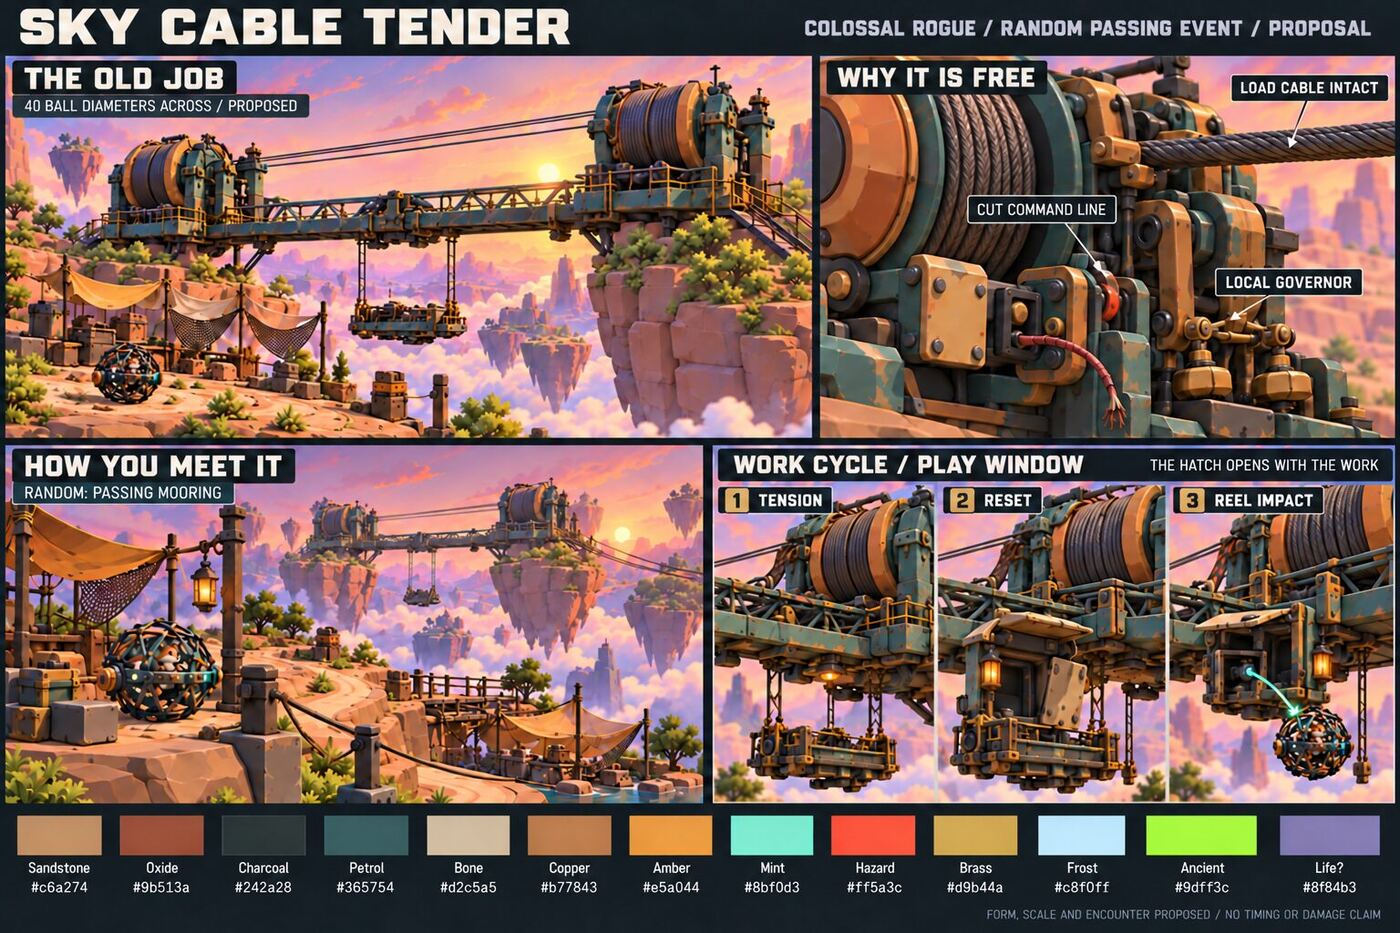 SKY CABLE TENDER
COLOSSAL ROGUE / RANDOM PASSING EVENT / PROPOSAL
THE OLD JOB
40 BALL DIAMETERS ACROSS / PROPOSED
WHY IT IS FREE
LOAD CABLE INTACT
CUT COMMAND LINE
LOCAL GOVERNOR
HOW YOU MEET IT
RANDOM: PASSING MOORING
WORK CYCLE / PLAY WINDOW
THE HATCH OPENS WITH THE WORK
1 TENSION
2 RESET
3 REEL IMPACT
Sandstone
#c6a274
Oxide
#9b513a
Charcoal
#242a28
Petrol
#365754
Bone
#d2c5a5
Copper
#b77843
Amber
#e5a044
Mint
#8bf0d3
Hazard
#ff5a3c
Brass
#d9b44a
Frost
#c8f0ff
Ancient
#9dff3c
Life?
#8f84b3
FORM, SCALE AND ENCOUNTER PROPOSED / NO TIMING OR DAMAGE CLAIM